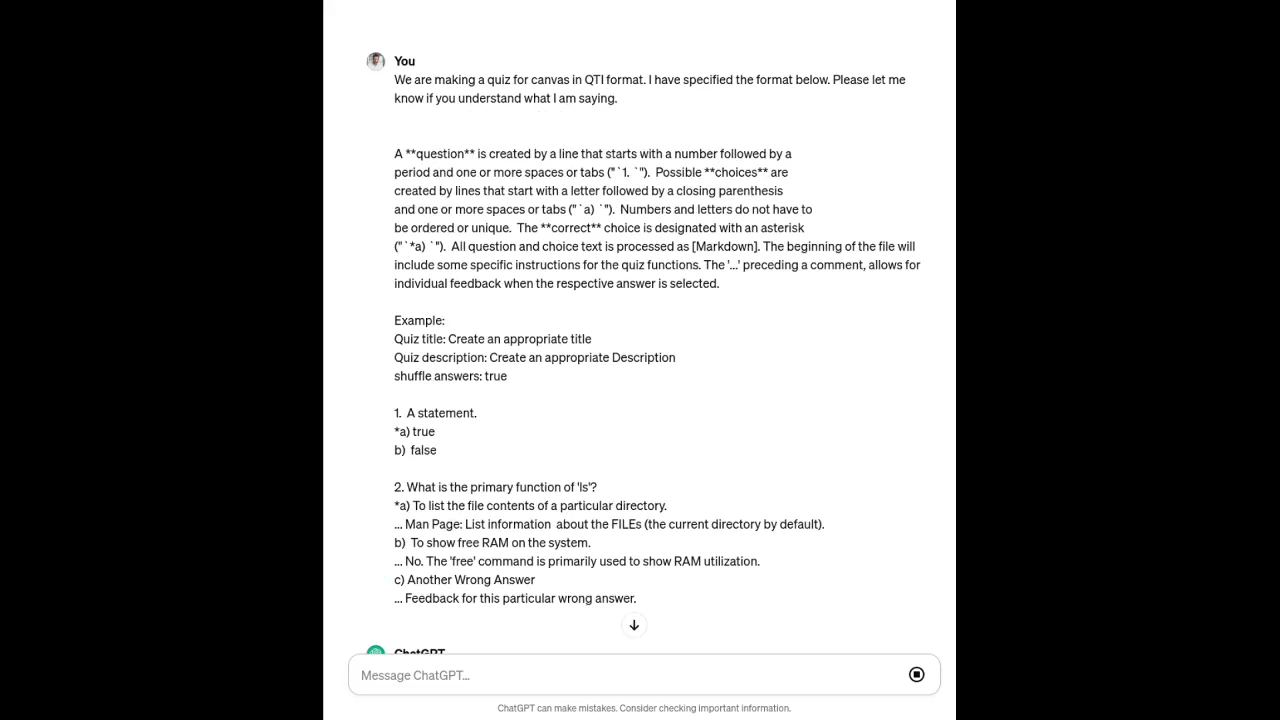 You
We are making a quiz for canvas in QTI format. I have specified the format below. Please let me
know if you understand what I am saying.
A **question** is created by a line that starts with a number followed by a
period and one or more spaces or tabs ("`1. `").  Possible **choices** are
created by lines that start with a letter followed by a closing parenthesis
and one or more spaces or tabs ("`a) `").  Numbers and letters do not have to
be ordered or unique.  The **correct** choice is designated with an asterisk
("`*a) `").  All question and choice text is processed as [Markdown]. The beginning of the file will
include some specific instructions for the quiz functions. The '...' preceding a comment, allows for
individual feedback when the respective answer is selected.
Example:
Quiz title: Create an appropriate title
Quiz description: Create an appropriate Description
shuffle answers: true
1.  A statement.
*a) true
b)  false
2. What is the primary function of 'ls'?
*a) To list the file contents of a particular directory.
... Man Page: List information  about the FILEs (the current directory by default).
b)  To show free RAM on the system.
... No. The 'free' command is primarily used to show RAM utilization.
c) Another Wrong Answer
... Feedback for this particular wrong answer.
ChatGPT
Message ChatGPT...
ChatGPT can make mistakes. Consider checking important information.